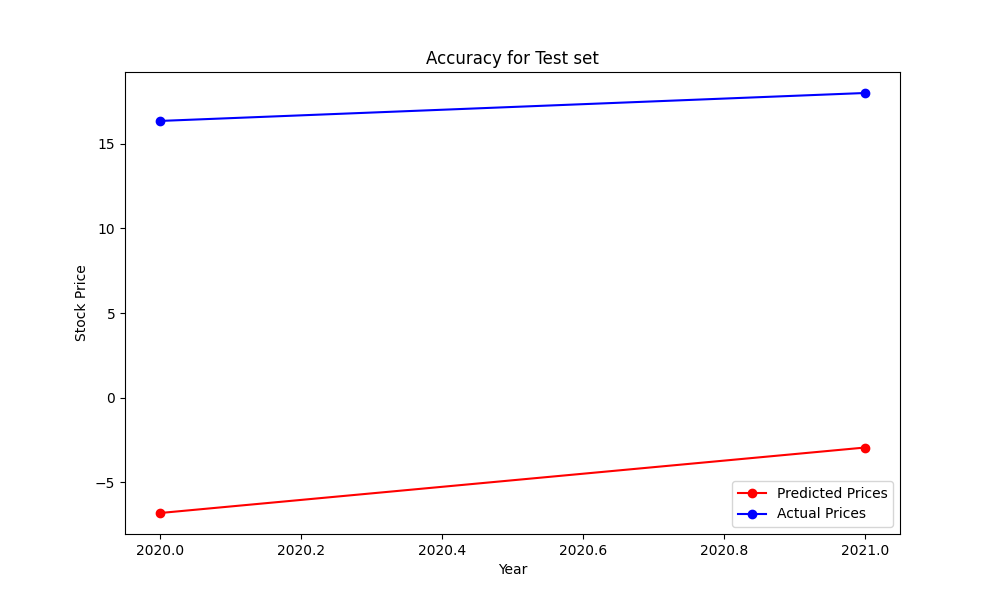 Accuracy for Test set
15
10
5
0
−5
Stock Price
2020.0 2020.2 2020.4 2020.6 2020.8 2021.0
Year
Predicted Prices
Actual Prices